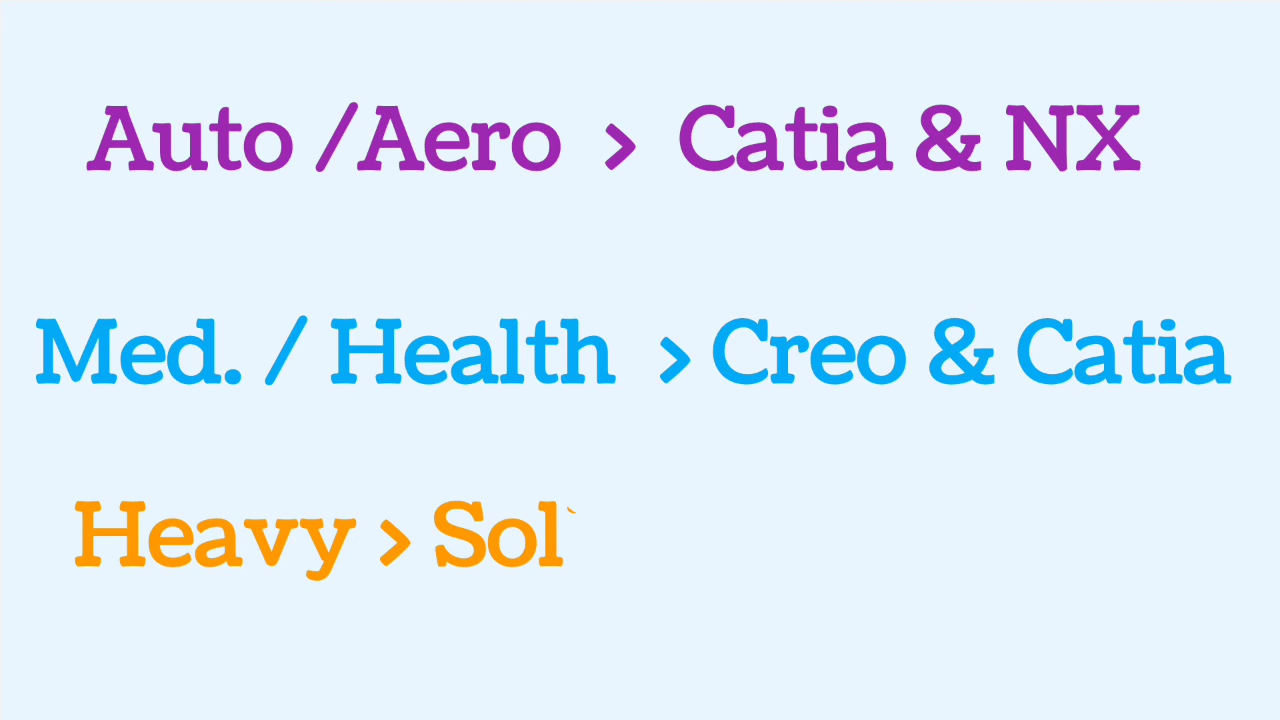 Auto /Aero > Catia & NX
Med. / Health > Creo & Catia
Heavy > Sol